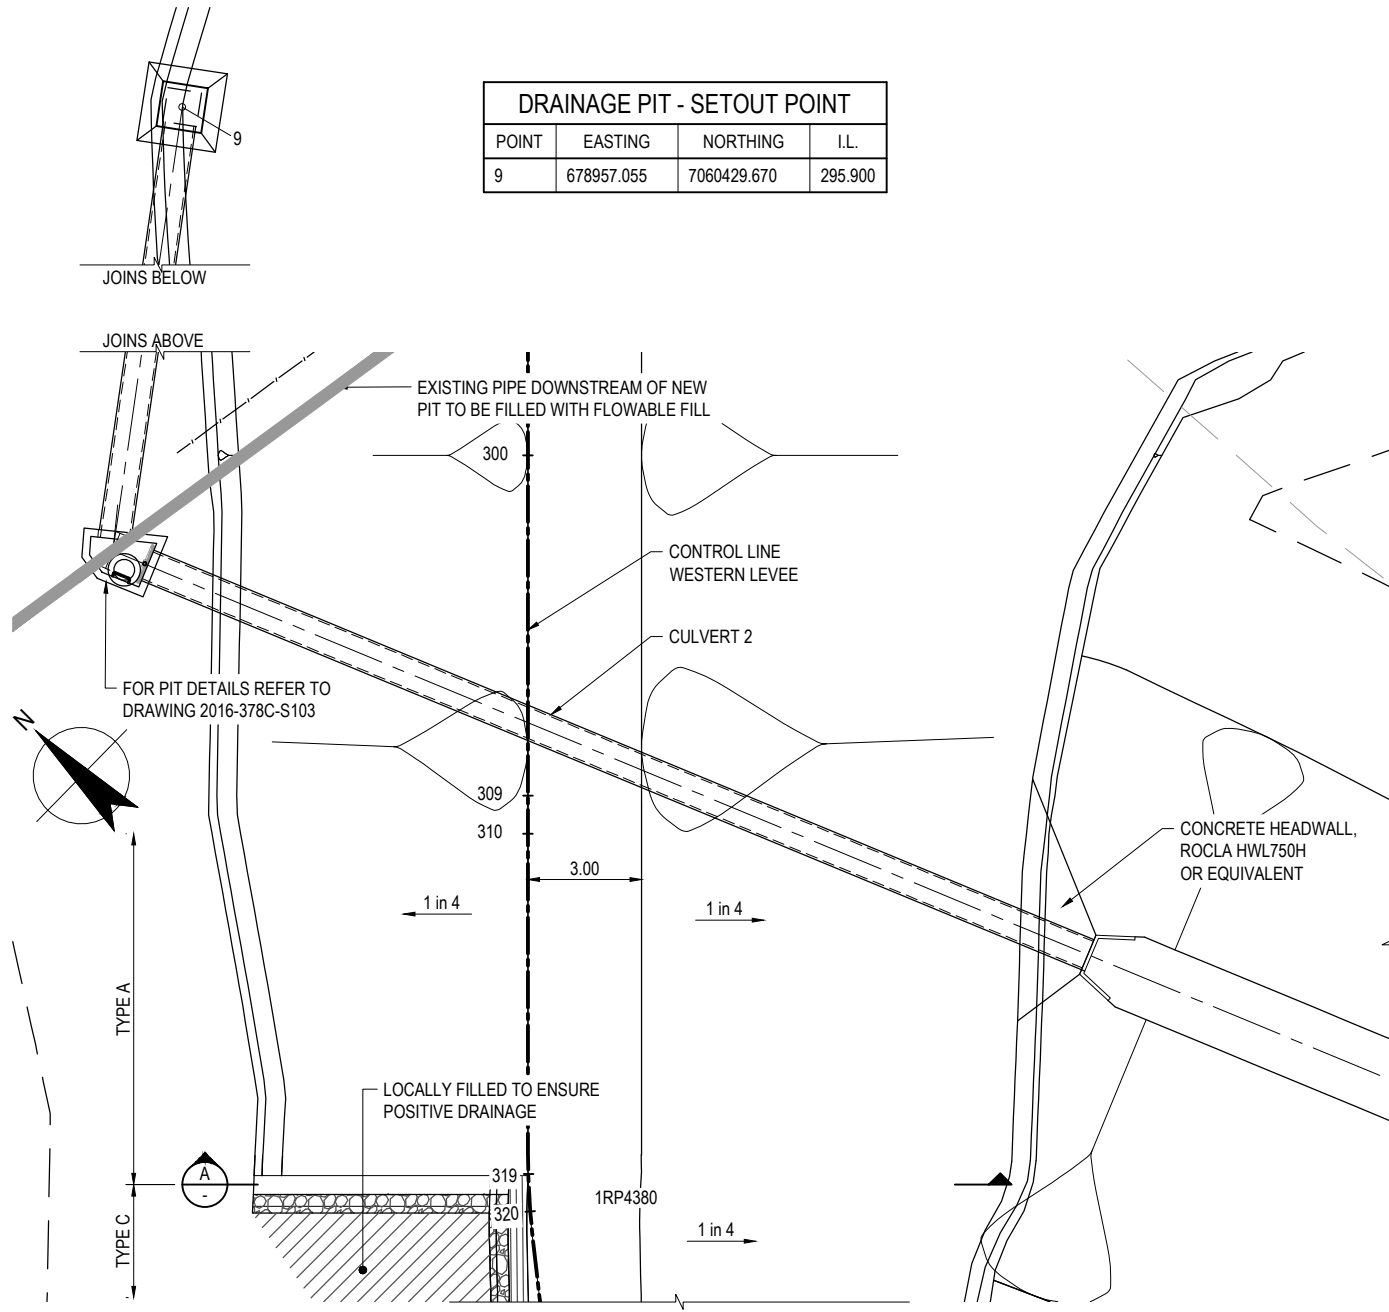 9
DRAINAGE PIT - SETOUT POINT
POINT EASTING NORTHING I.L.
9 678957.055 7060429.670 295.900
JOINS BELOW
JOINS ABOVE
EXISTING PIPE DOWNSTREAM OF NEW
PIT TO BE FILLED WITH FLOWABLE FILL
300
CONTROL LINE
WESTERN LEVEE
CULVERT 2
FOR PIT DETAILS REFER TO
DRAWING 2016-378C-S103
N
309
310
CONCRETE HEADWALL,
ROCLA HWL750H
OR EQUIVALENT
3.00
1 in 4
1 in 4
TYPE A
LOCALLY FILLED TO ENSURE
POSITIVE DRAINAGE
A
-
319
1RP4380
320
TYPE C
1 in 4